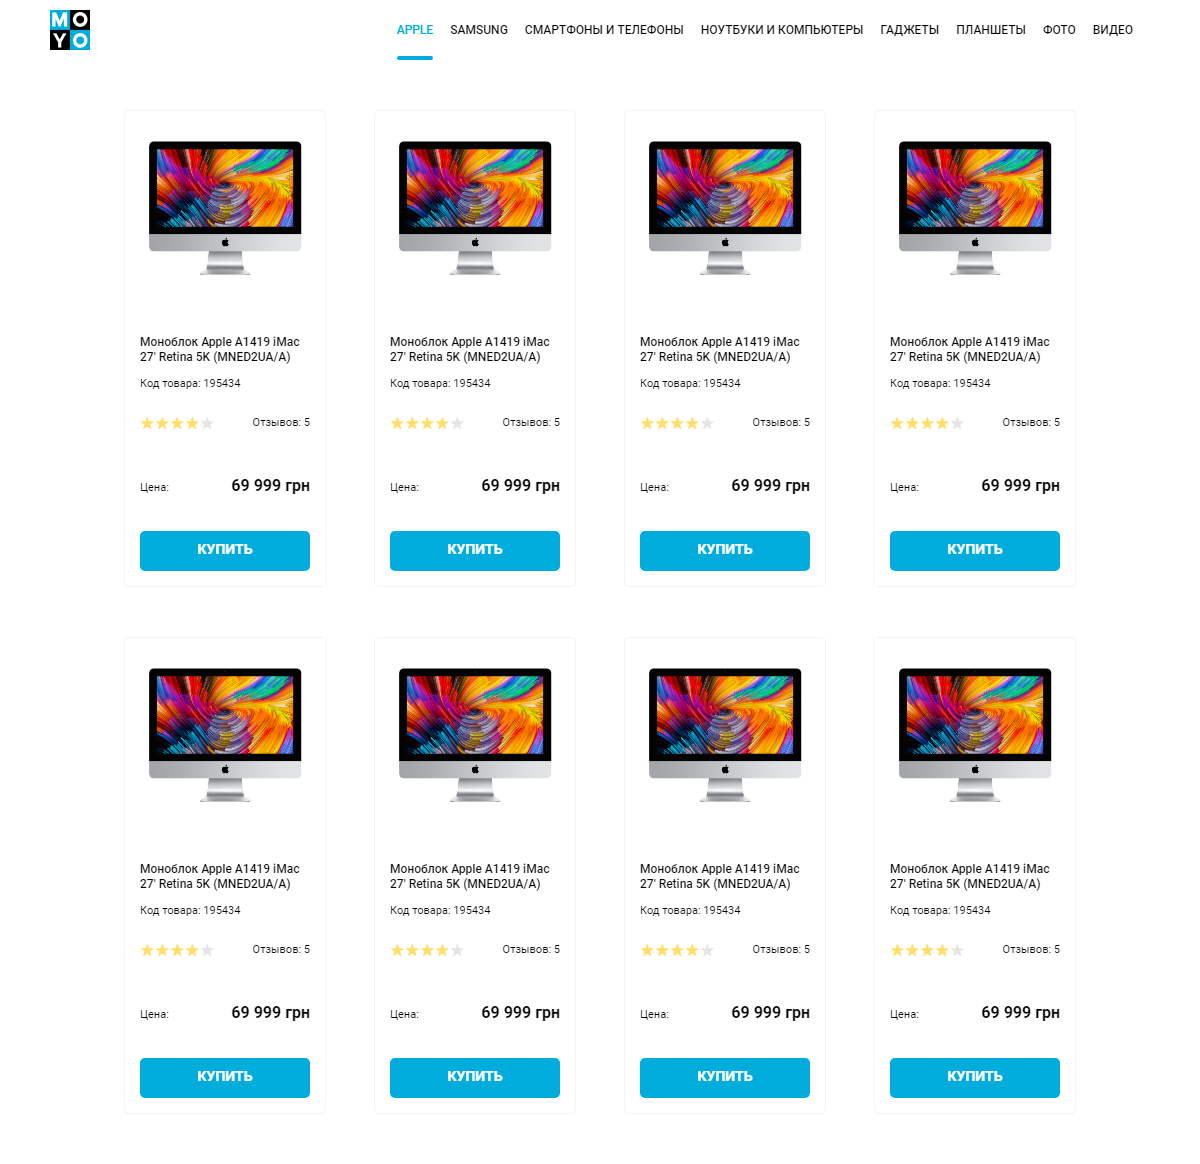 MO
YO
APPLE SAMSUNG СМАРТФОНЫ И ТЕЛЕФОНЫ НОУТБУКИ И КОМПЬЮТЕРЫ ГАДЖЕТЫ ПЛАНШЕТЫ ФОТО ВИДЕО
Моноблок Apple A1419 iMac
27' Retina 5K (MNED2UA/A)
Код товара: 195434
Отзывов: 5
Цена: 69 999 грн
КУПИТЬ
Моноблок Apple A1419 iMac
27' Retina 5K (MNED2UA/A)
Код товара: 195434
Отзывов: 5
Цена: 69 999 грн
КУПИТЬ
Моноблок Apple A1419 iMac
27' Retina 5K (MNED2UA/A)
Код товара: 195434
Отзывов: 5
Цена: 69 999 грн
КУПИТЬ
Моноблок Apple A1419 iMac
27' Retina 5K (MNED2UA/A)
Код товара: 195434
Отзывов: 5
Цена: 69 999 грн
КУПИТЬ
Моноблок Apple A1419 iMac
27' Retina 5K (MNED2UA/A)
Код товара: 195434
Отзывов: 5
Цена: 69 999 грн
КУПИТЬ
Моноблок Apple A1419 iMac
27' Retina 5K (MNED2UA/A)
Код товара: 195434
Отзывов: 5
Цена: 69 999 грн
КУПИТЬ
Моноблок Apple A1419 iMac
27' Retina 5K (MNED2UA/A)
Код товара: 195434
Отзывов: 5
Цена: 69 999 грн
КУПИТЬ
Моноблок Apple A1419 iMac
27' Retina 5K (MNED2UA/A)
Код товара: 195434
Отзывов: 5
Цена: 69 999 грн
КУПИТЬ